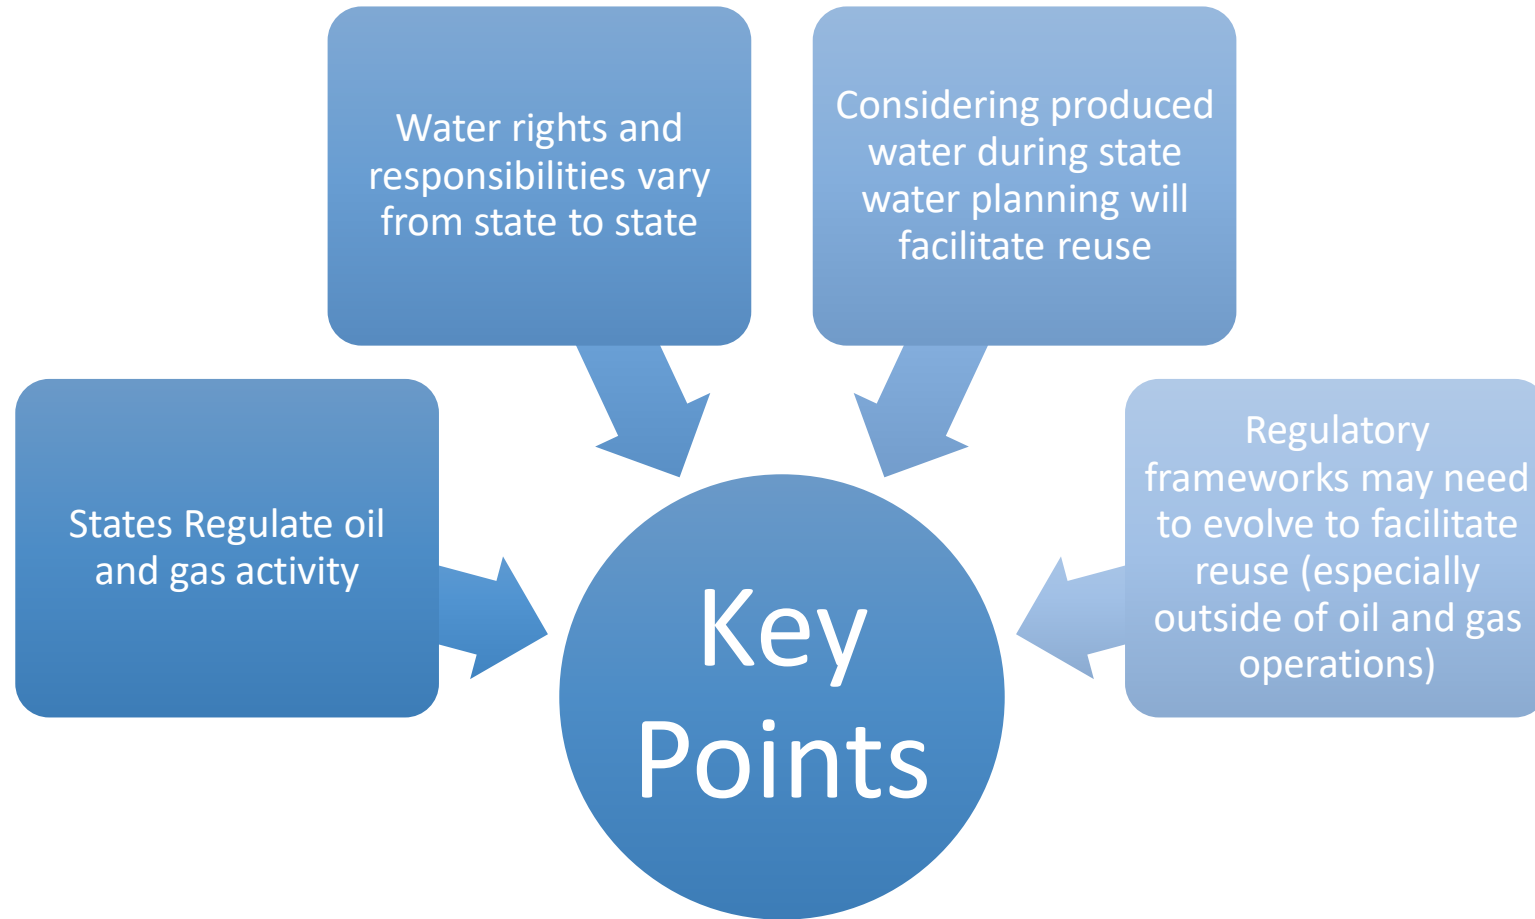 States Regulate oil
and gas activity
Water rights and
responsibilities vary
from state to state
Considering produced
water during state
water planning will
facilitate reuse
Regulatory
frameworks may need
to evolve to facilitate
reuse (especially
outside of oil and gas
operations)
Key
Points